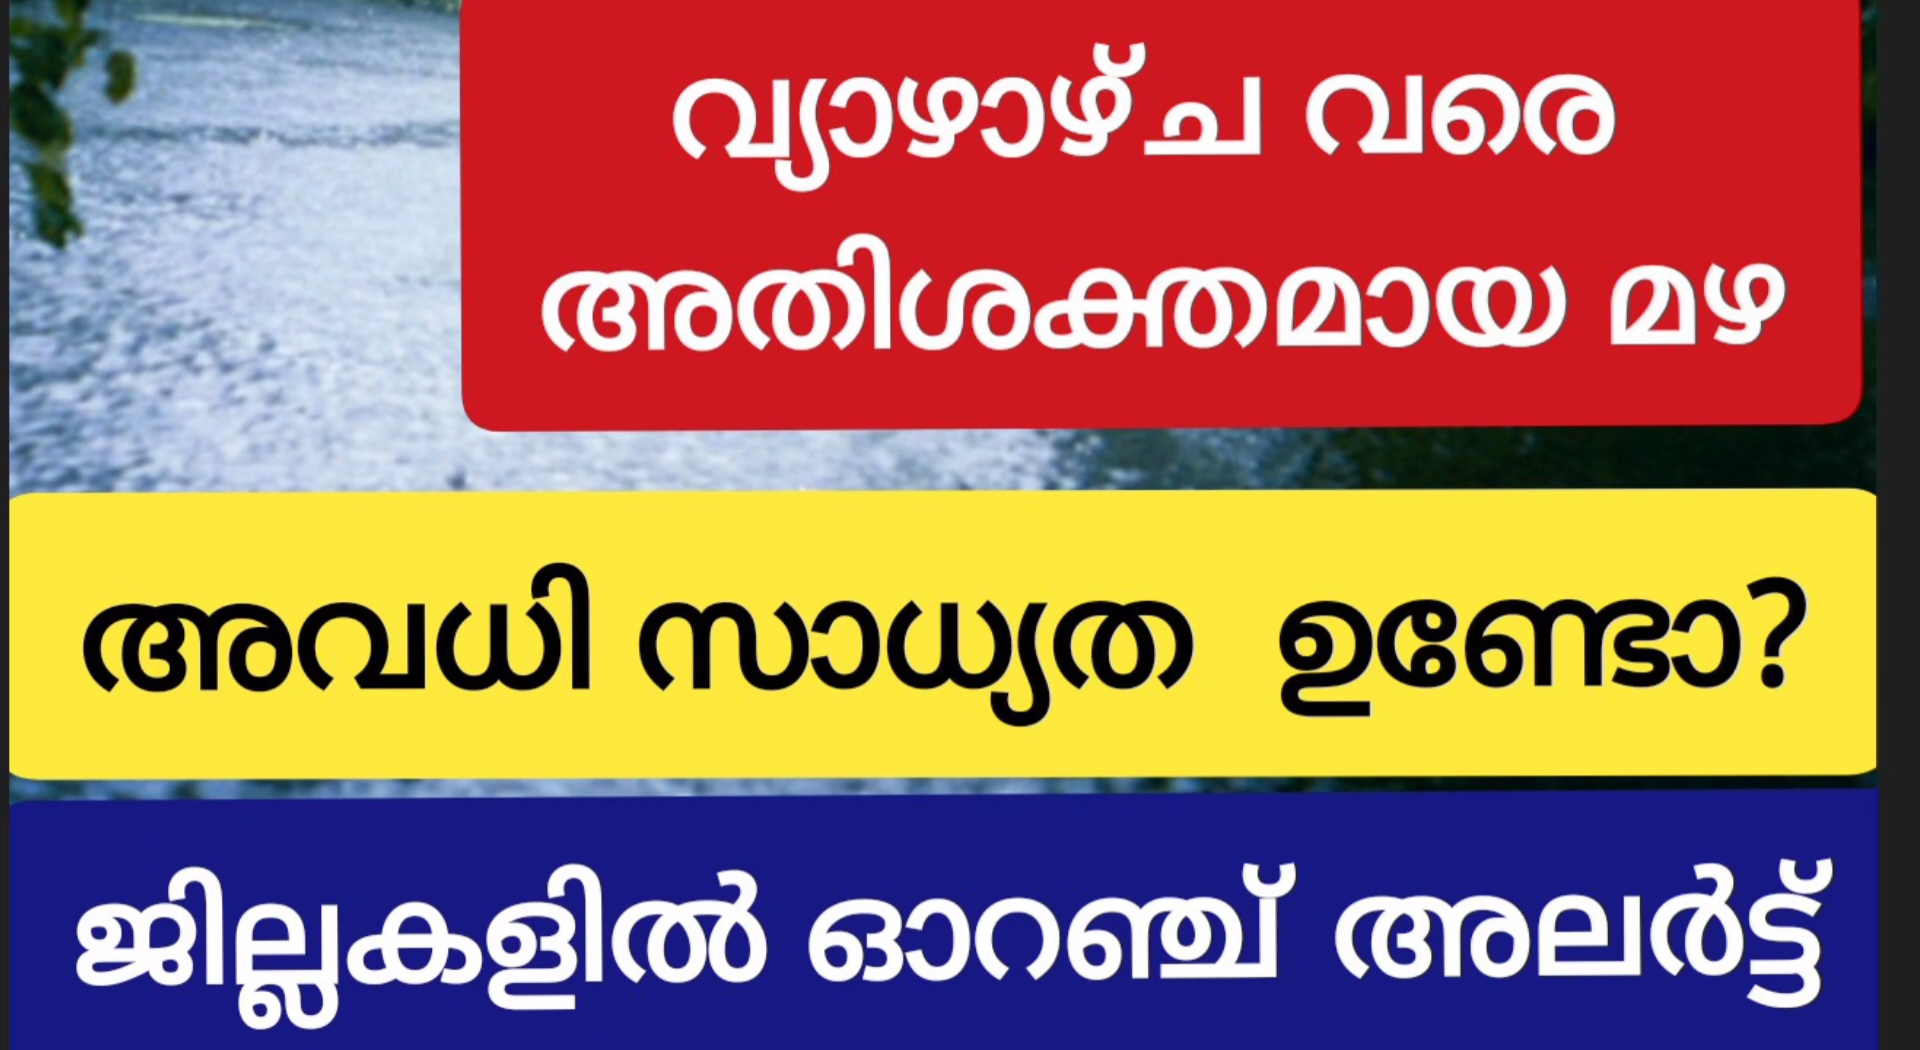 വ്യാഴാഴ്ച വരെ
അതിശക്തമായ മഴ
അവധി സാധ്യത ഉണ്ടോ?
ജില്ലകളിൽ ഓറഞ്ച് അലർട്ട്